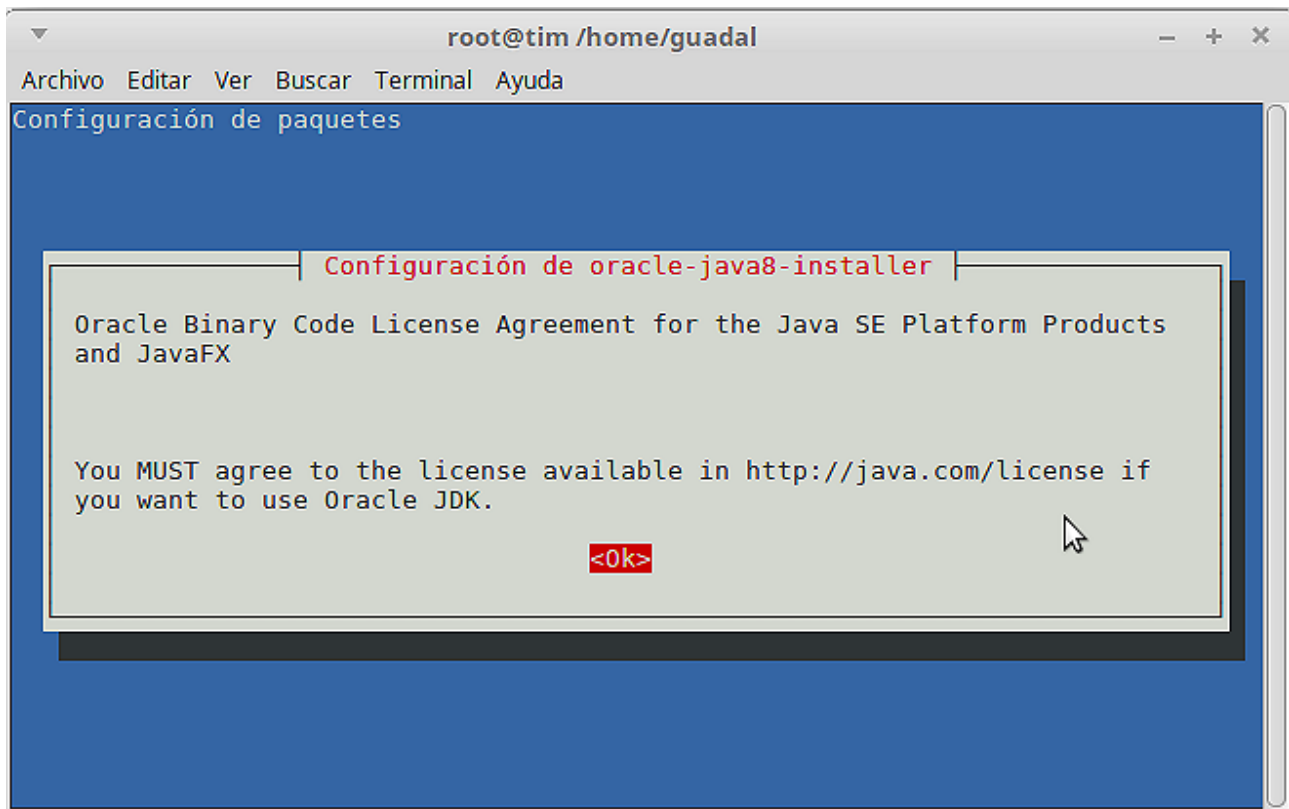 root@tim /home/guadal
Archivo Editar Ver Buscar Terminal Ayuda
Configuración de paquetes
Configuración de oracle-java8-installer
Oracle Binary Code License Agreement for the Java SE Platform Products
and JavaFX
You MUST agree to the license available in http://java.com/license if
you want to use Oracle JDK.
<Ok>